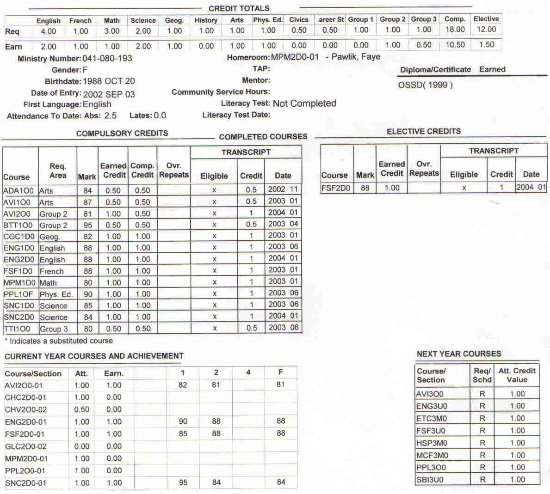 CREDIT TOTALS
English French Math Science Geog. History Arts Phys. Ed. Civics areer St Group 1 Group 2 Group 3 Comp. Elective
Req 4.00 1.00 3.00 2.00 1.00 1.00 1.00 1.00 0.50 0.50 1.00 1.00 1.00 18.00 12.00
Earn 2.00 1.00 1.00 2.00 1.00 0.00 1.00 1.00 0.00 0.00 0.00 1.00 0.50 10.50 1.50
Ministry Number: 041-080-193 Homeroom: MPM2D0-01 - Pawlik, Faye
Gender: F TAP: Diploma/Certificate Earned
Birthdate: 1988 OCT 20 Mentor:
Date of Entry: 2002 SEP 03 Community Service Hours: OSSD( 1999 )
First Language: English Literacy Test: Not Completed
Attendance To Date: Abs: 2.5 Lates: 0.0 Literacy Test Date:
COMPULSORY CREDITS COMPLETED COURSES ELECTIVE CREDITS
TRANSCRIPT
Course Req. Area Mark Earned Credit Comp. Credit Ovr. Repeats Eligible Credit Date
ADA1O0 Arts 84 0.50 0.50 x 0.5 2002 11
AVI1O0 Arts 87 0.50 0.50 x 0.5 2003 01
AVI2O0 Group 2 81 1.00 0.50 x 1 2004 01
BTT1O0 Group 2 95 0.50 0.50 x 0.5 2003 04
CGC1D0 Geog. 82 1.00 1.00 x 1 2003 01
ENG1D0 English 88 1.00 1.00 x 1 2003 06
ENG2D0 English 88 1.00 1.00 x 1 2004 01
FSF1D0 French 88 1.00 1.00 x 1 2003 01
MPM1D0 Math 80 1.00 1.00 x 1 2003 01
PPL1OF Phys. Ed. 90 1.00 1.00 x 1 2003 06
SNC1D0 Science 85 1.00 1.00 x 1 2003 06
SNC2D0 Science 84 1.00 1.00 x 1 2004 01
TTI1O0 Group 3 80 0.50 0.50 x 0.5 2003 06
* Indicates a substituted course
TRANSCRIPT
Course Mark Earned Credit Ovr. Repeats Eligible Credit Date
FSF2D0 88 1.00 x 1 2004 01
CURRENT YEAR COURSES AND ACHIEVEMENT
Course/Section Att. Earn. 1 2 4 F
AVI2O0-01 1.00 1.00 82 81 81
CHC2D0-01 1.00 0.00
CHV2O0-02 0.50 0.00
ENG2D0-01 1.00 1.00 90 88 88
FSF2D0-01 1.00 1.00 85 88 88
GLC2O0-02 0.00 0.00
MPM2D0-01 1.00 0.00
PPL2O0-01 1.00 0.00
SNC2D0-01 1.00 1.00 95 84 84
NEXT YEAR COURSES
Course/ Section Req/ Schd Att. Credit Value
AVI3O0 R 1.00
ENG3U0 R 1.00
ETC3M0 R 1.00
FSF3U0 R 1.00
HSP3M0 R 1.00
MCF3M0 R 1.00
PPL3O0 R 1.00
SBI3U0 R 1.00